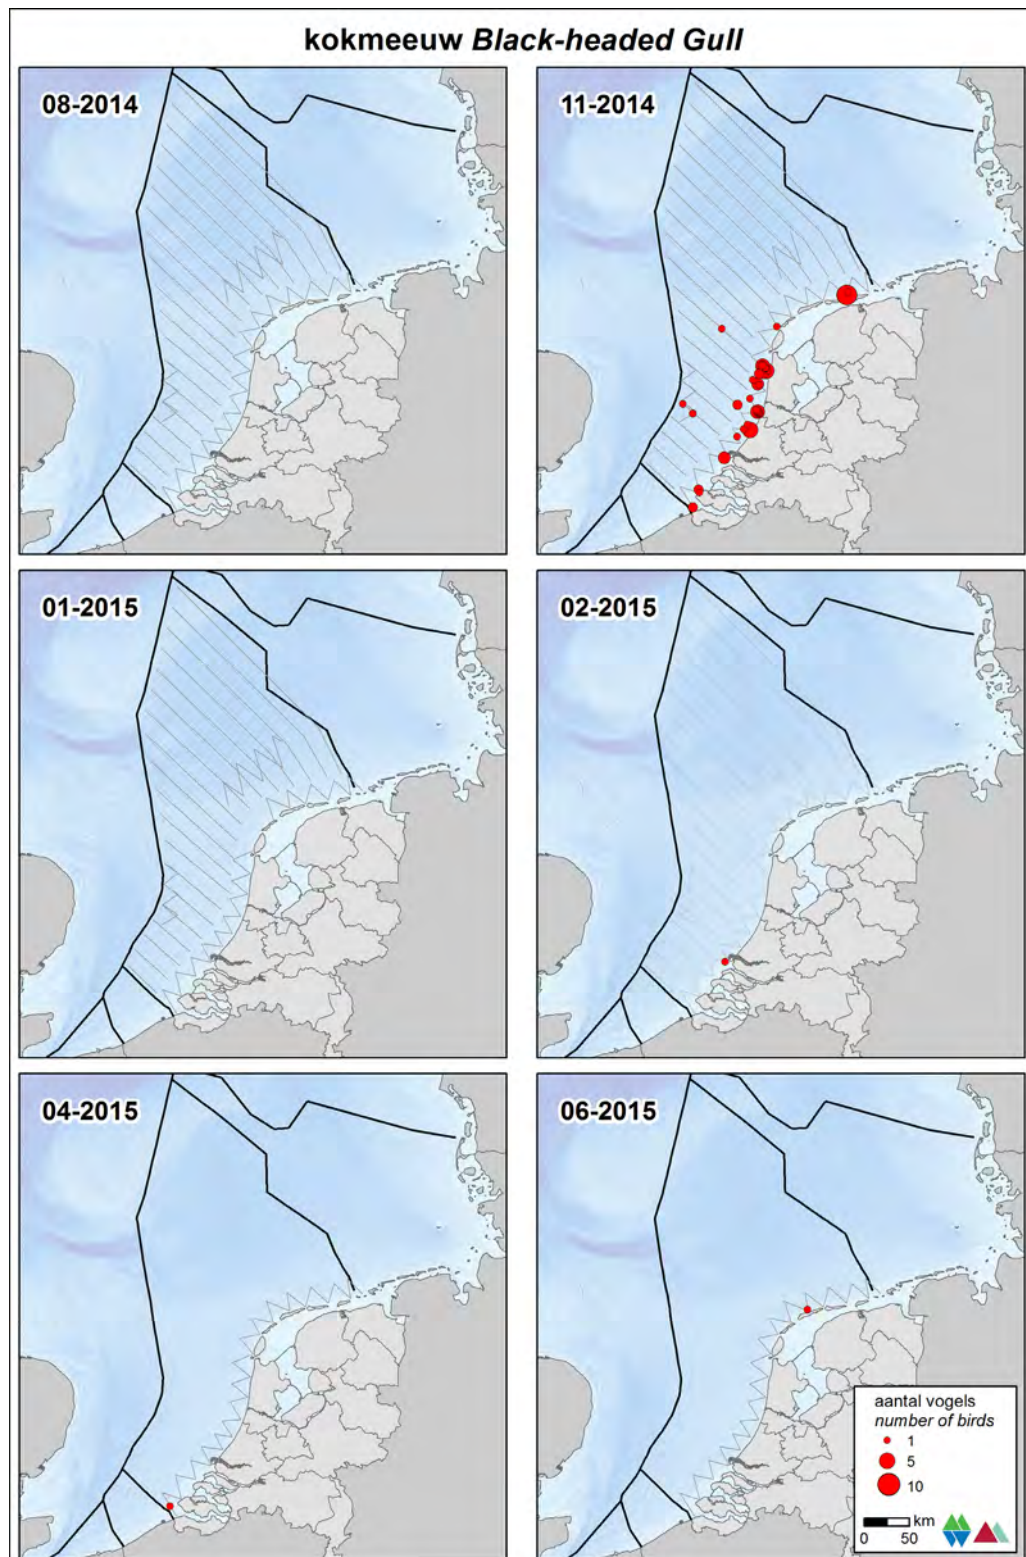 kokmeeuw Black-headed Gull
08-2014
11-2014
01-2015
02-2015
04-2015
06-2015
aantal vogels
number of birds
1
5
10
km
0 50